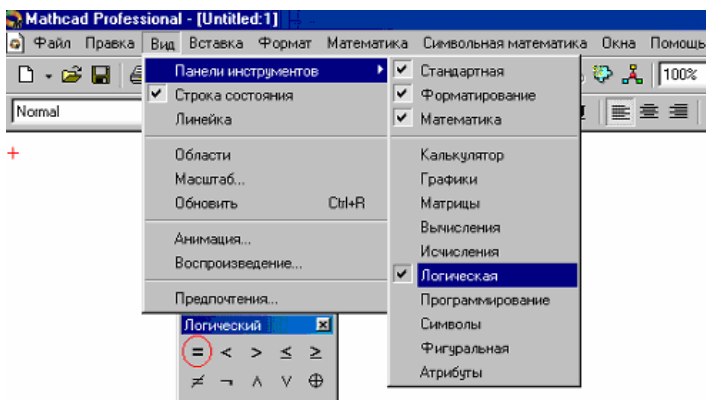 Mathcad Professional - [Untitled:1]
Файл Правка Вид Вставка Формат Математика Символьная математика Окна Помощь
100%
Normal
Панели инструментов
Строка состояния
Линейка
Области
Масштаб...
Обновить Ctrl+R
Анимация...
Воспроизведение...
Предпочтения...
Стандартная
Форматирование
Математика
Калькулятор
Графики
Матрицы
Вычисления
Исчисления
Логическая
Программирование
Символы
Фигуральная
Атрибуты
Логический
= < > ≤ ≥
≠ ¬ ∧ ∨ ⊕